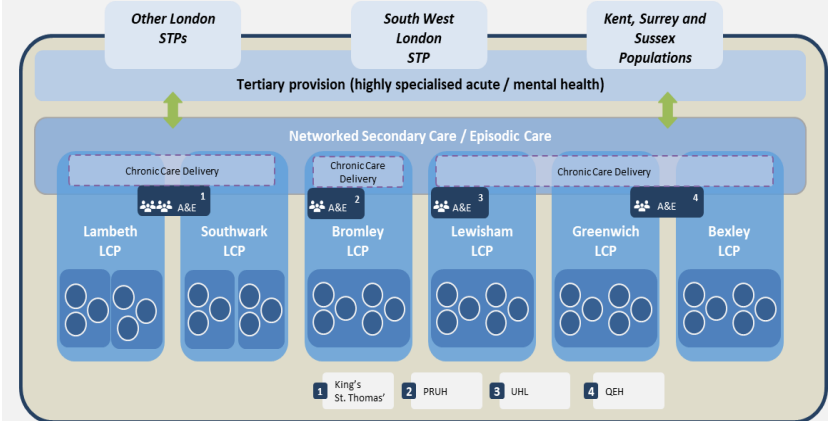 Other London
STPs
South West
London
STP
Kent, Surrey and
Sussex
Populations
Tertiary provision (highly specialised acute / mental health)
Networked Secondary Care / Episodic Care
Chronic Care Delivery
Chronic Care
Delivery
Chronic Care Delivery
A&E 1
A&E 2
A&E 3
A&E 4
Lambeth
LCP
Southwark
LCP
Bromley
LCP
Lewisham
LCP
Greenwich
LCP
Bexley
LCP
1 King's
St. Thomas'
2 PRUH
3 UHL
4 QEH